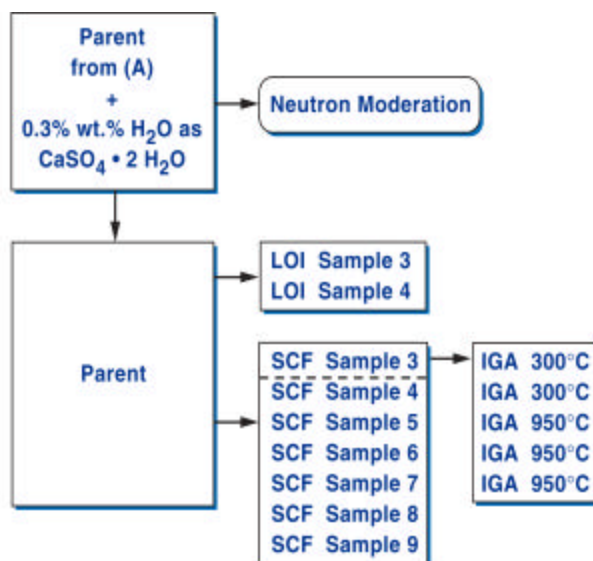 Parent
from (A)
+
0.3% wt.% H₂O as
CaSO₄ • 2 H₂O
Neutron Moderation
Parent
LOI Sample 3
LOI Sample 4
SCF Sample 3
SCF Sample 4
SCF Sample 5
SCF Sample 6
SCF Sample 7
SCF Sample 8
SCF Sample 9
IGA 300°C
IGA 300°C
IGA 950°C
IGA 950°C
IGA 950°C